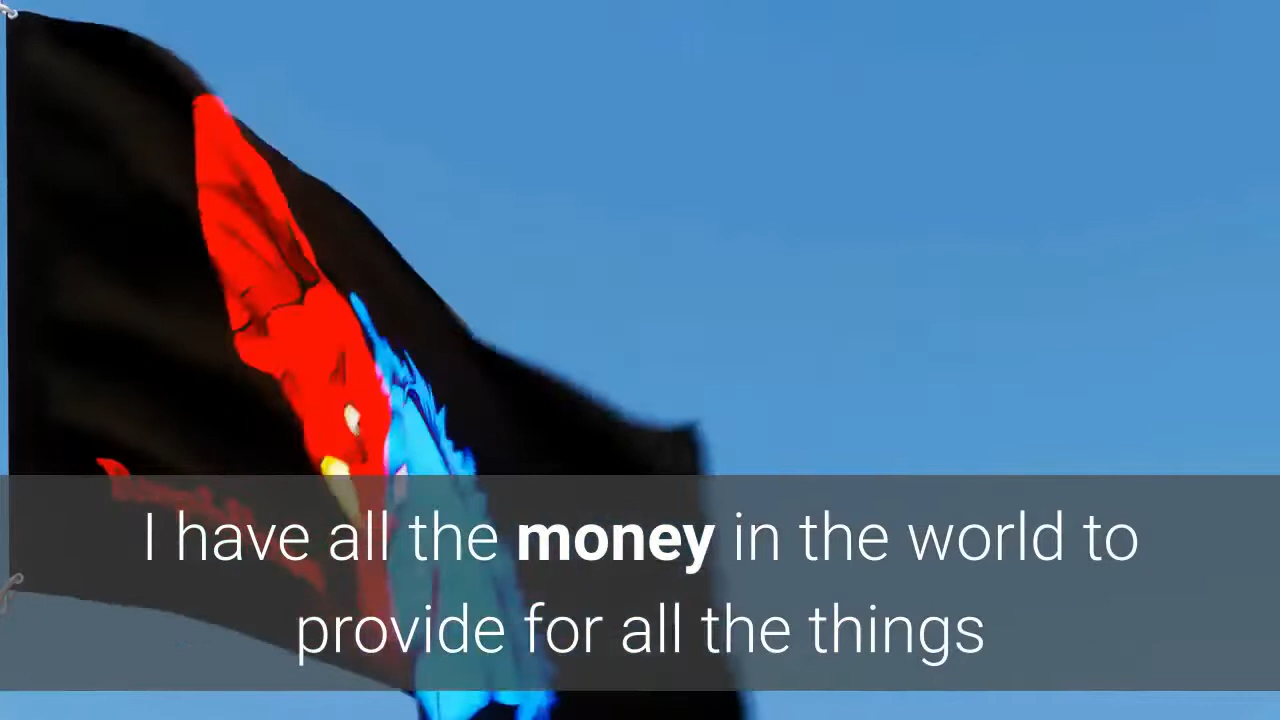 I have all the money in the world to
provide for all the things